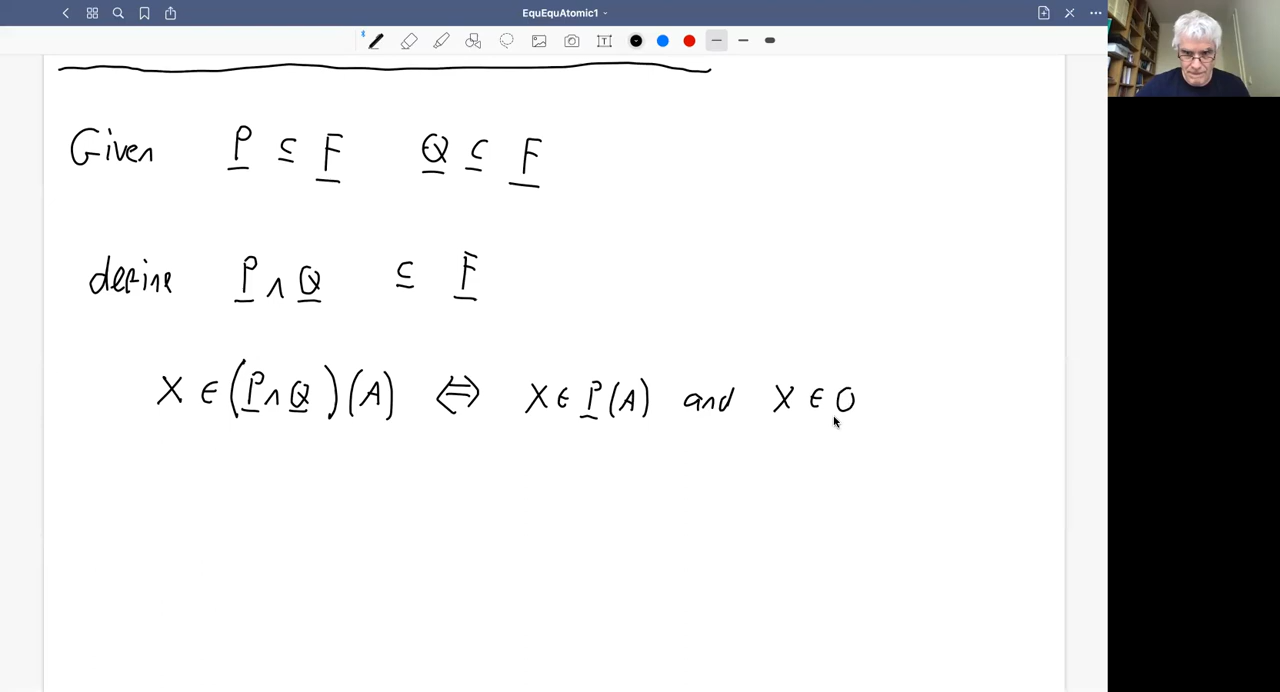 EquEquAtomic1
Given P ⊆ F Q ⊆ F
define P ∧ Q ⊆ F
X ∈ (P ∧ Q)(A) ⇔ X ∈ P(A) and X ∈ O